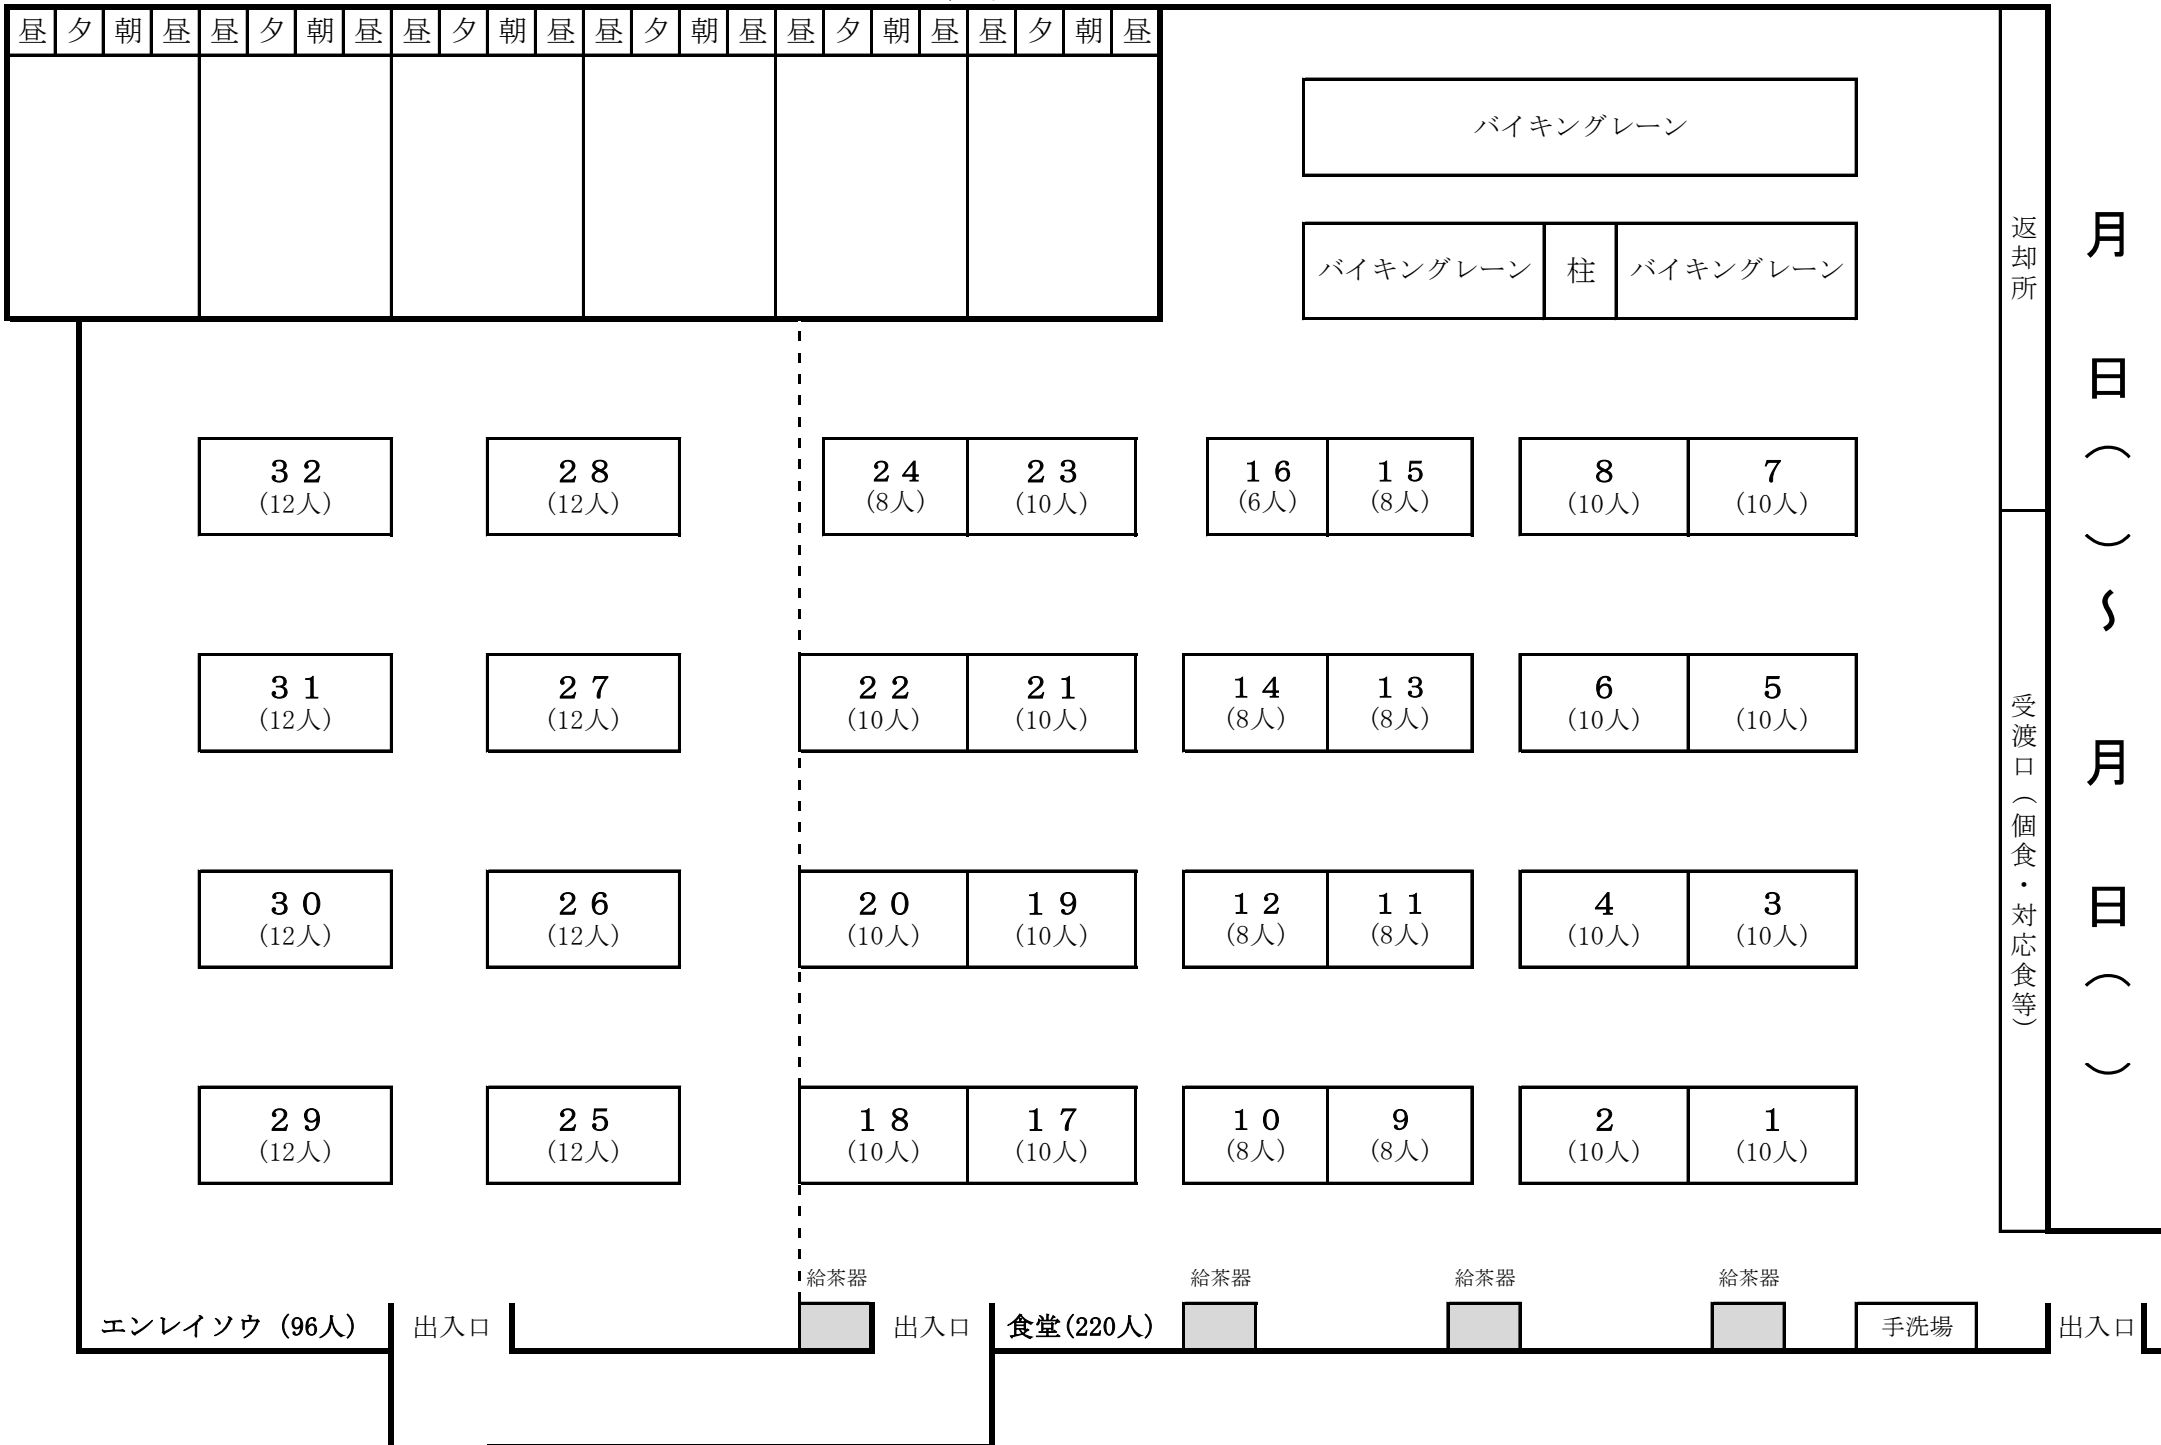 昼 夕 朝 昼 昼 夕 朝 昼 昼 夕 朝 昼 昼 夕 朝 昼 昼 夕 朝 昼 昼 夕 朝 昼
バイキングレーン
バイキングレーン 柱 バイキングレーン
返却所
受渡口（個食・対応食等）
月 日（ ）～ 月 日（ ）
３２ ２８ ２４ ２３ １６ １５ ８ ７
(12人) (12人) (8人) (10人) (6人) (8人) (10人) (10人)
３１ ２７ ２２ ２１ １４ １３ ６ ５
(12人) (12人) (10人) (10人) (8人) (8人) (10人) (10人)
３０ ２６ ２０ １９ １２ １１ ４ ３
(12人) (12人) (10人) (10人) (8人) (8人) (10人) (10人)
２９ ２５ １８ １７ １０ ９ ２ １
(12人) (12人) (10人) (10人) (8人) (8人) (10人) (10人)
給茶器 給茶器 給茶器 給茶器
エンレイソウ (96人) 出入口 出入口 食堂(220人) 手洗場 出入口